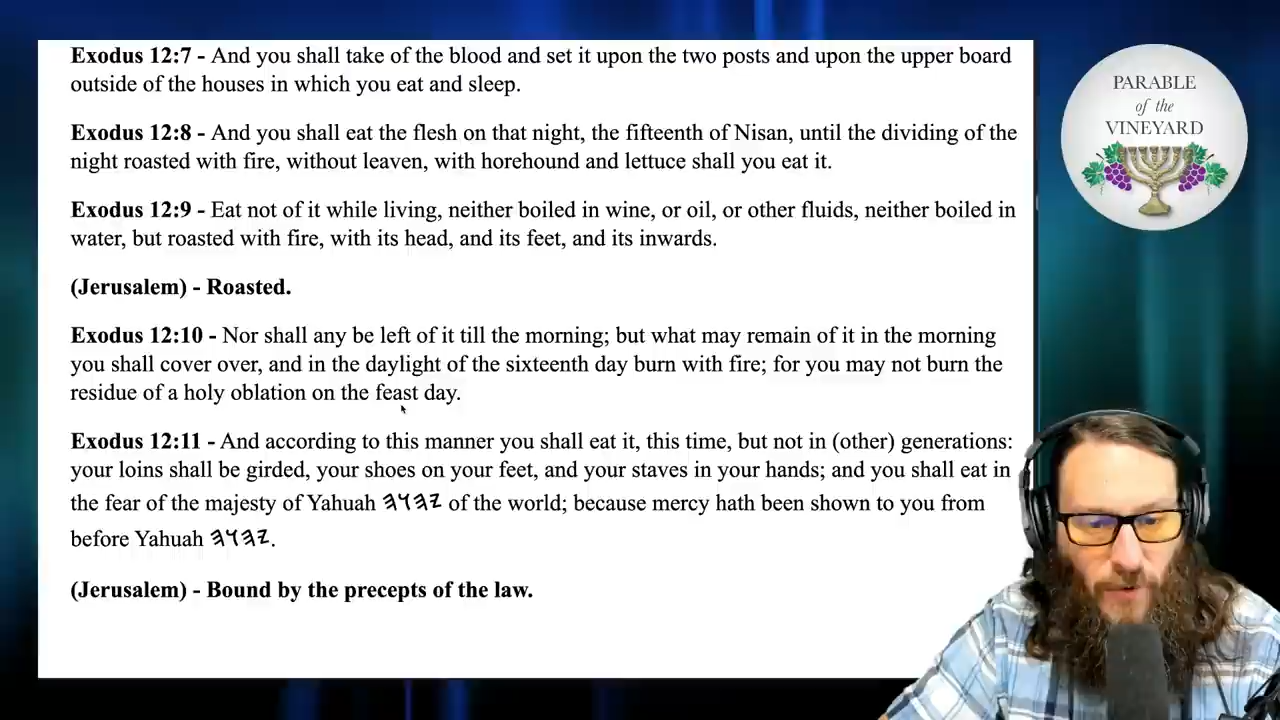 Exodus 12:7 - And you shall take of the blood and set it upon the two posts and upon the upper board
outside of the houses in which you eat and sleep.
Exodus 12:8 - And you shall eat the flesh on that night, the fifteenth of Nisan, until the dividing of the
night roasted with fire, without leaven, with horehound and lettuce shall you eat it.
Exodus 12:9 - Eat not of it while living, neither boiled in wine, or oil, or other fluids, neither boiled in
water, but roasted with fire, with its head, and its feet, and its inwards.
(Jerusalem) - Roasted.
Exodus 12:10 - Nor shall any be left of it till the morning; but what may remain of it in the morning
you shall cover over, and in the daylight of the sixteenth day burn with fire; for you may not burn the
residue of a holy oblation on the feast day.
Exodus 12:11 - And according to this manner you shall eat it, this time, but not in (other) generations:
your loins shall be girded, your shoes on your feet, and your staves in your hands; and you shall eat in
the fear of the majesty of Yahuah 𐤉𐤄𐤅𐤄 of the world; because mercy hath been shown to you from
before Yahuah 𐤉𐤄𐤅𐤄.
(Jerusalem) - Bound by the precepts of the law.
PARABLE
of the
VINEYARD